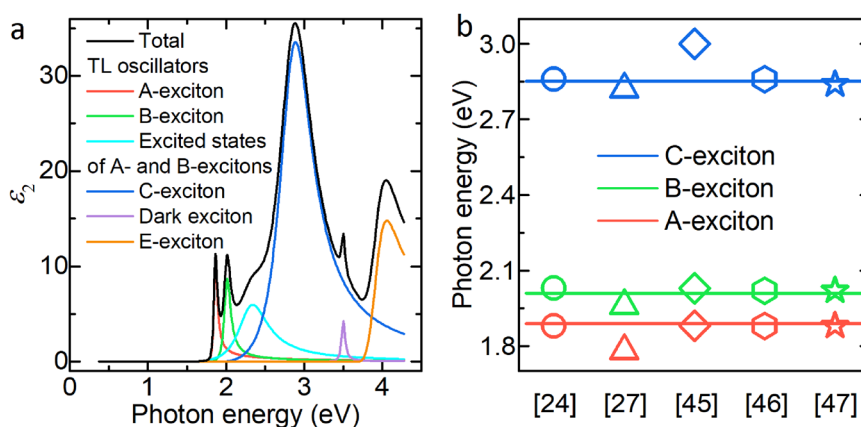 a
Total
TL oscillators
A-exciton
B-exciton
Excited states
of A- and B-excitons
C-exciton
Dark exciton
E-exciton
ε2
30
20
10
0
0
1
2
3
4
Photon energy (eV)
b
Photon energy (eV)
3.0
2.7
2.4
2.1
1.8
C-exciton
B-exciton
A-exciton
[24]
[27]
[45]
[46]
[47]